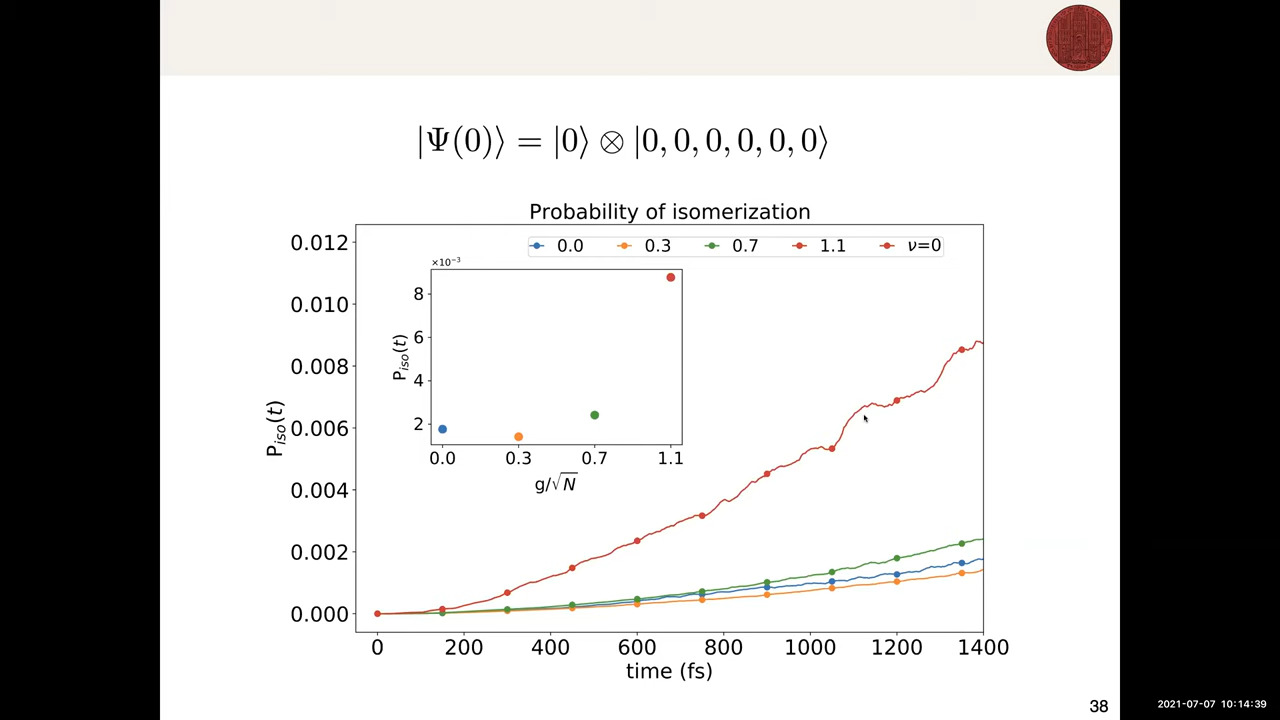 |Ψ(0)⟩ = |0⟩ ⊗ |0, 0, 0, 0, 0, 0⟩
Probability of isomerization
0.0 0.3 0.7 1.1 ν=0
0.012
0.010
0.008
0.006
0.004
0.002
0.000
P_iso(t)
×10⁻³
8
6
4
2
P_iso(t)
0.0 0.3 0.7 1.1
g/√N
0 200 400 600 800 1000 1200 1400
time (fs)
38
2021-07-07 10:14:39